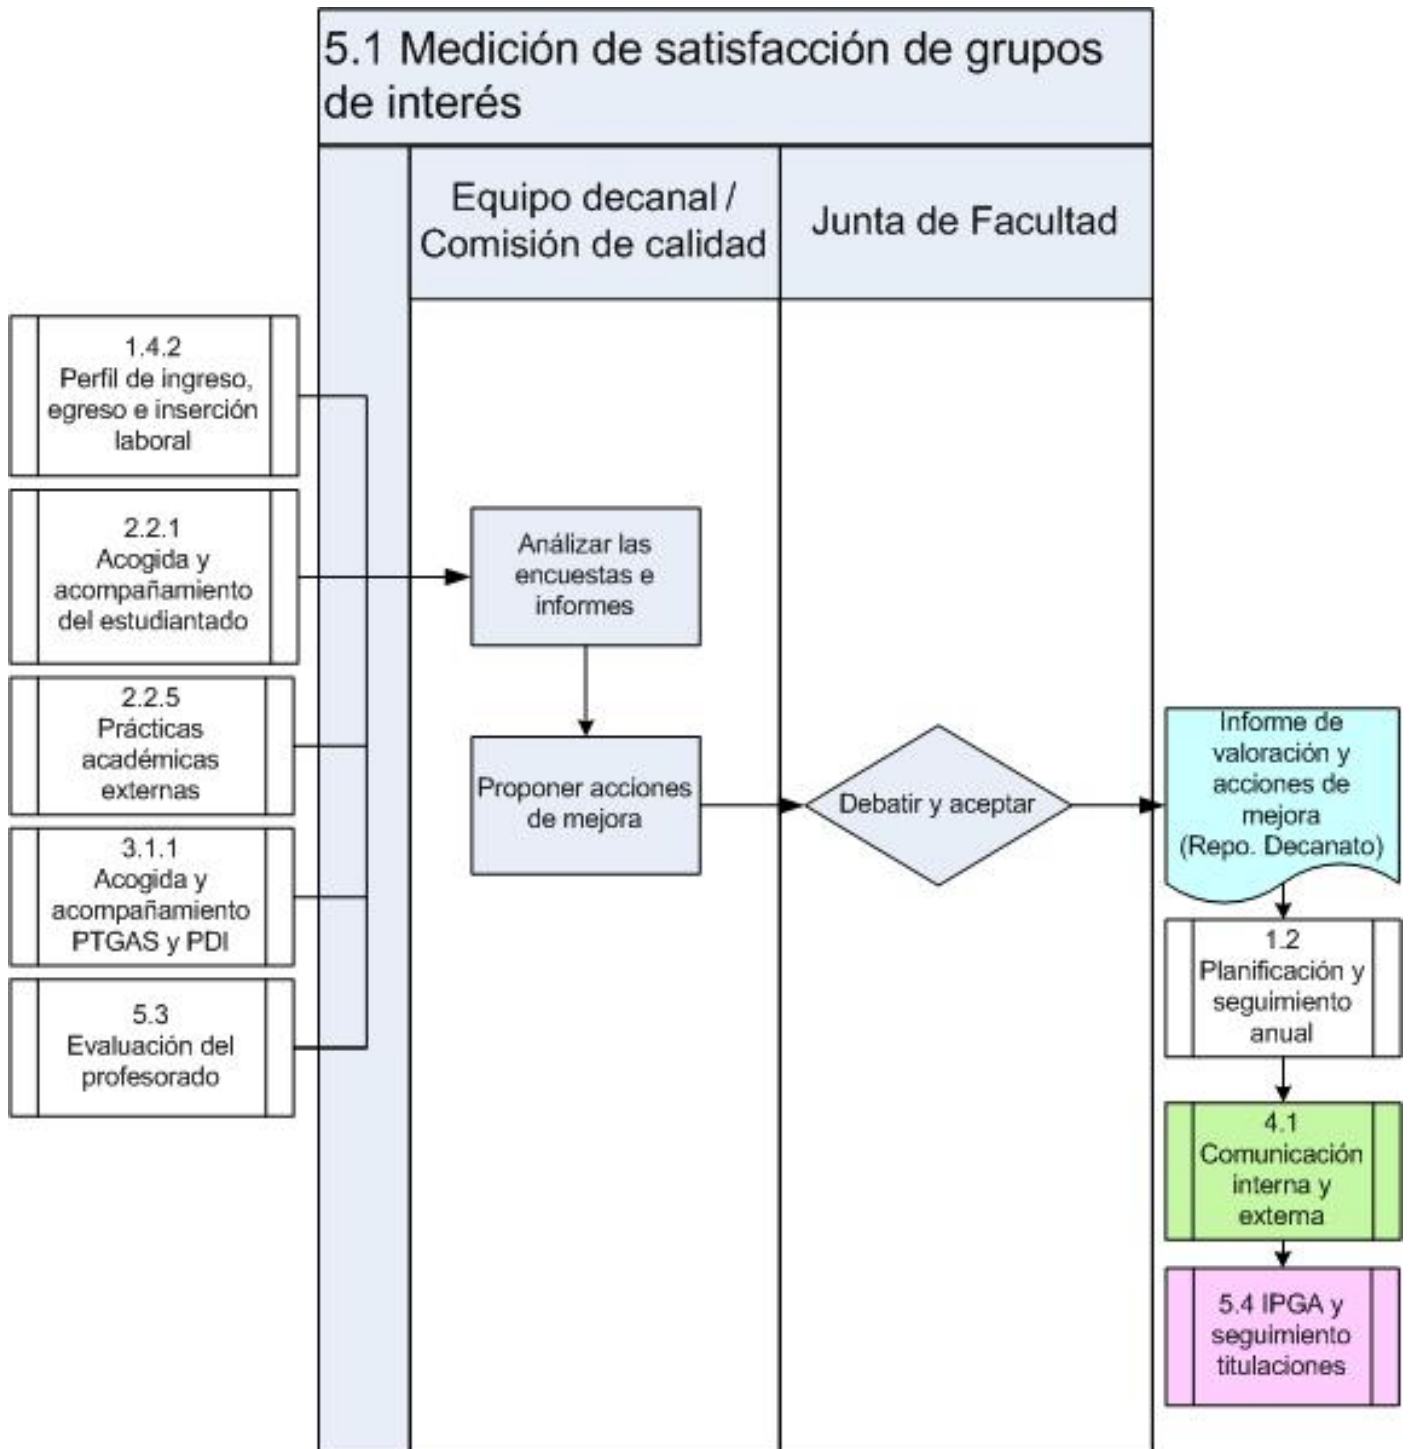 5.1 Medición de satisfacción de grupos
de interés
Equipo decanal /
Comisión de calidad
Junta de Facultad
1.4.2
Perfil de ingreso,
egreso e inserción
laboral
2.2.1
Acogida y
acompañamiento
del estudiantado
2.2.5
Prácticas
académicas
externas
3.1.1
Acogida y
acompañamiento
PTGAS y PDI
5.3
Evaluación del
profesorado
Análizar las
encuestas e
informes
Proponer acciones
de mejora
Debatir y aceptar
Informe de
valoración y
acciones de
mejora
(Repo. Decanato)
1.2
Planificación y
seguimiento
anual
4.1
Comunicación
interna y
externa
5.4 IPGA y
seguimiento
titulaciones